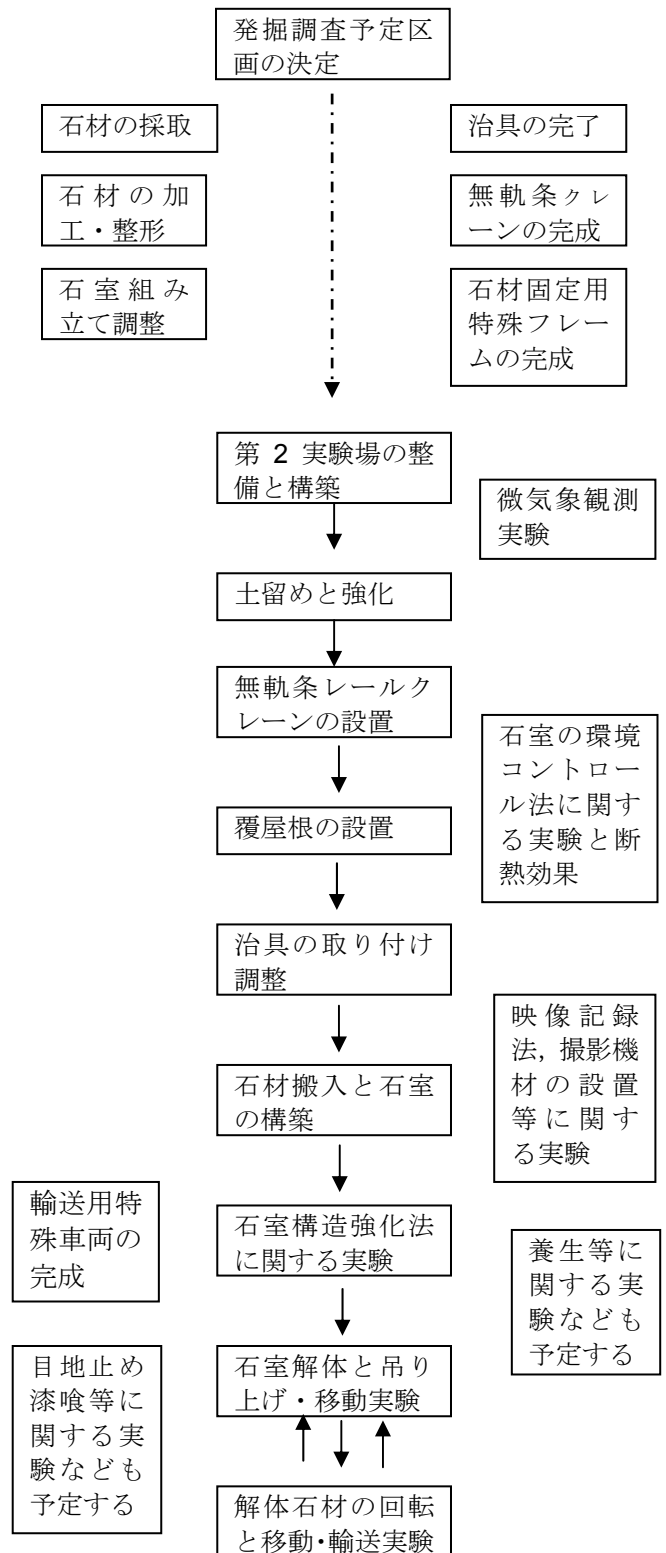 発掘調査予定区
画の決定
石材の採取
治具の完了
石材の加
工・整形
無軌条クレ
ーンの完成
石室組み
立て調整
石材固定用
特殊フレー
ムの完成
第 2 実験場の整
備と構築
微気象観測
実験
土留めと強化
無軌条レールク
レーンの設置
石室の環境
コントロー
ル法に関す
る実験と断
熱効果
覆屋根の設置
治具の取り付け
調整
映像記録
法, 撮影機
材の設置
等に関す
る実験
石材搬入と石室
の構築
輸送用特
殊車両の
完成
石室構造強化法
に関する実験
養生等に
関する実
験なども
予定する
目地止め
漆喰等に
関する実
験なども
予定する
石室解体と吊り
上げ・移動実験
解体石材の回転
と移動・輸送実験